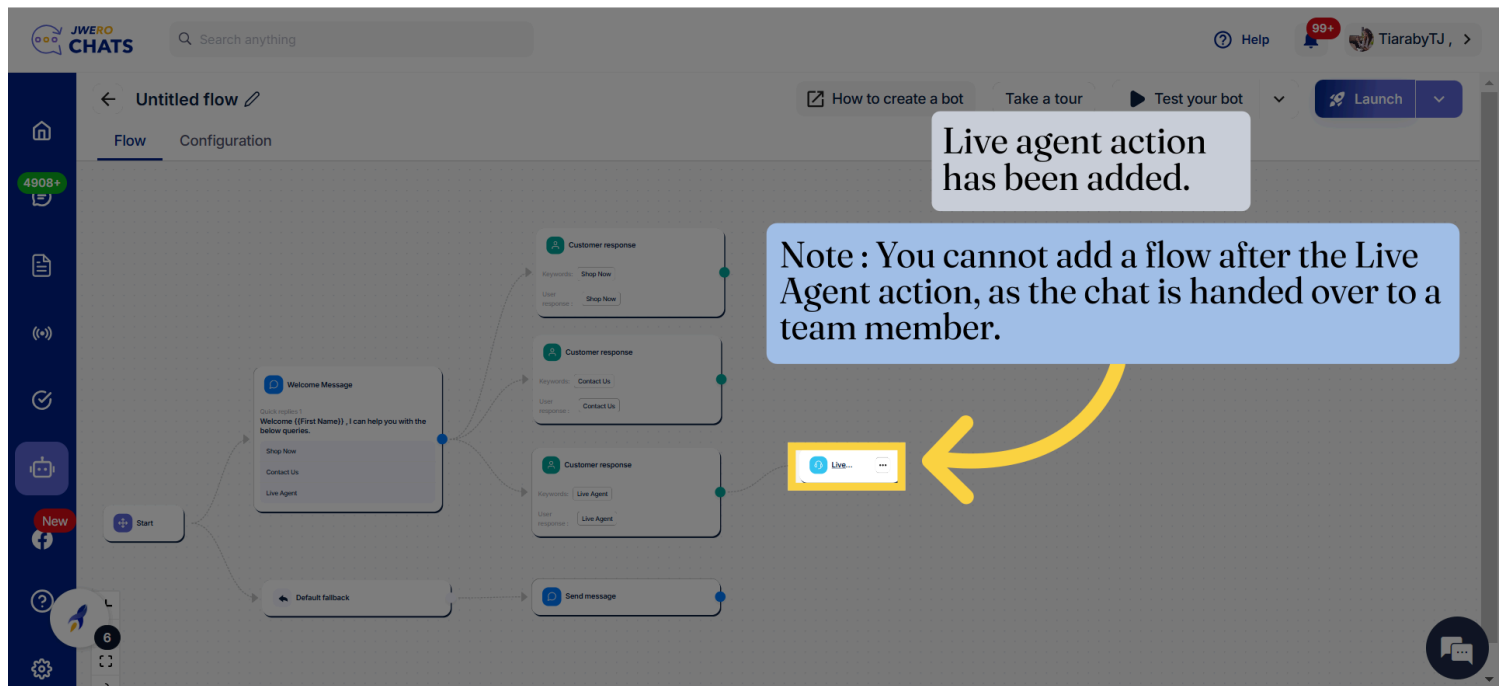 JWERO
CHATS
Search anything
Help
99+
TiarabyTJ ,
Untitled flow
How to create a bot
Take a tour
Test your bot
Launch
Flow
Configuration
Live agent action
has been added.
Note : You cannot add a flow after the Live
Agent action, as the chat is handed over to a
team member.
4908+
New
6
Start
Welcome Message
Quick replies 1
Welcome {{First Name}} , I can help you with the
below queries.
Shop Now
Contact Us
Live Agent
Default fallback
Customer response
Keywords: Shop Now
User
response : Shop Now
Customer response
Keywords: Contact Us
User
response : Contact Us
Customer response
Keywords: Live Agent
User
response : Live Agent
Send message
Live...